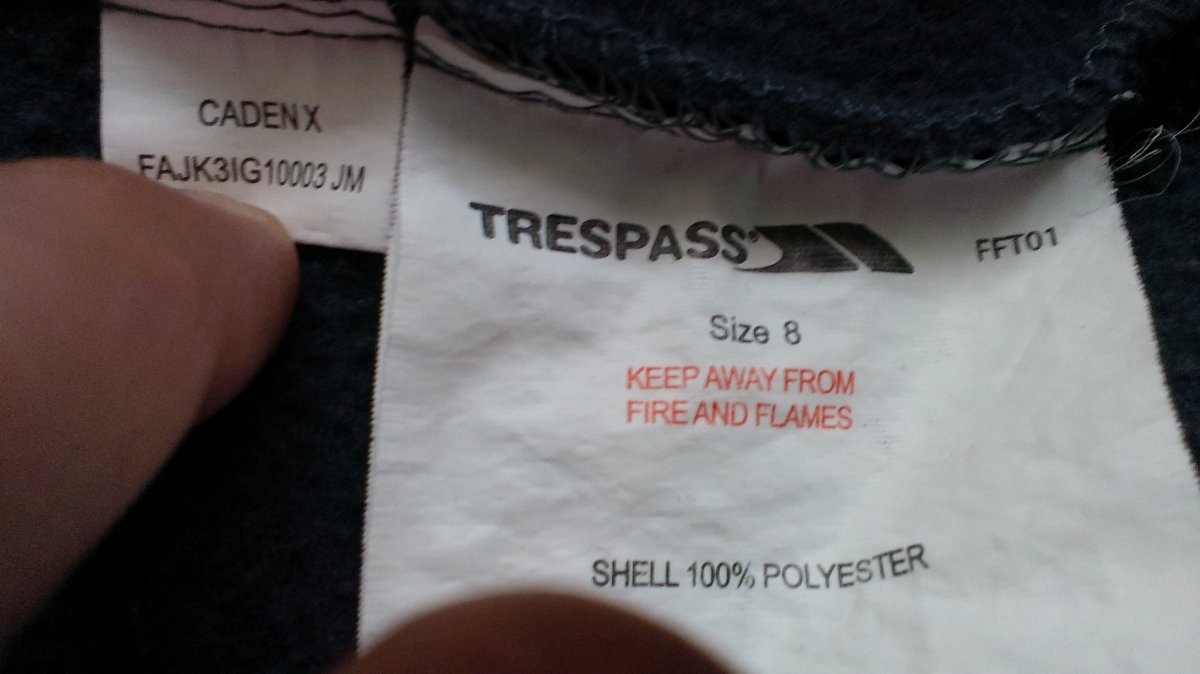 CADEN X
FAJK3IG10003 JM
TRESPASS®
FFT01
Size 8
KEEP AWAY FROM
FIRE AND FLAMES
SHELL 100% POLYESTER